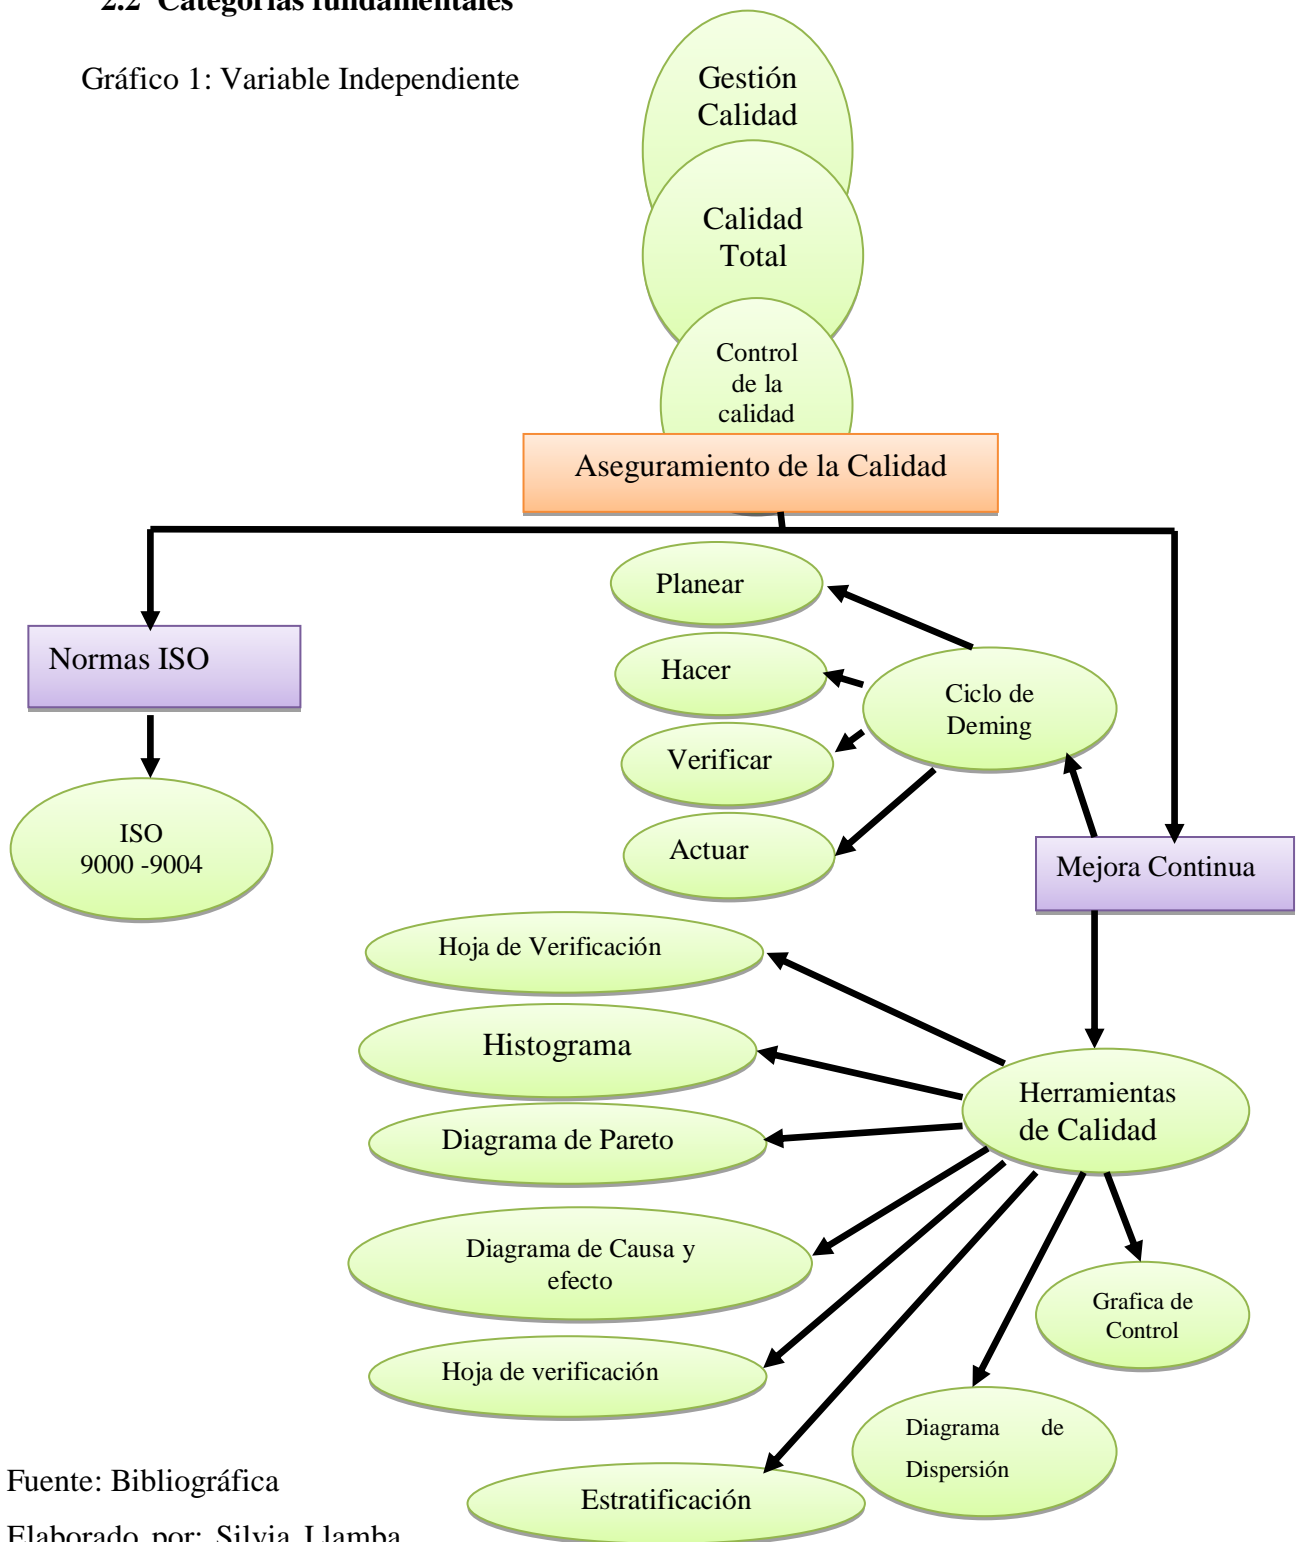 2.2 Categorías fundamentales
Gráfico 1: Variable Independiente
Gestión
Calidad
Calidad
Total
Control
de la
calidad
Aseguramiento de la Calidad
Planear
Normas ISO
Hacer
Ciclo de
Deming
Verificar
ISO
9000 -9004
Actuar
Mejora Continua
Hoja de Verificación
Histograma
Herramientas
de Calidad
Diagrama de Pareto
Diagrama de Causa y
efecto
Grafica de
Control
Hoja de verificación
Diagrama de
Dispersión
Estratificación
Fuente: Bibliográfica
Elaborado por: Silvia Llamba